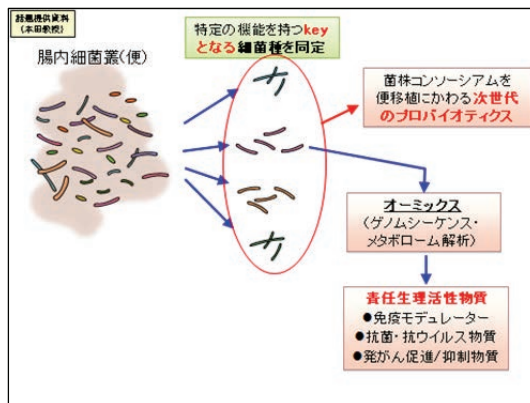 話題提供資料
(本田教授)
腸内細菌叢(便)
特定の機能を持つkey
となる細菌種を同定
菌株コンソーシアムを
便移植にかわる次世代
のプロバイオティクス
オーミックス
(ゲノムシーケンス・
メタボローム解析)
責任生理活性物質
●免疫モデュレーター
●抗菌・抗ウイルス物質
●発がん促進/抑制物質